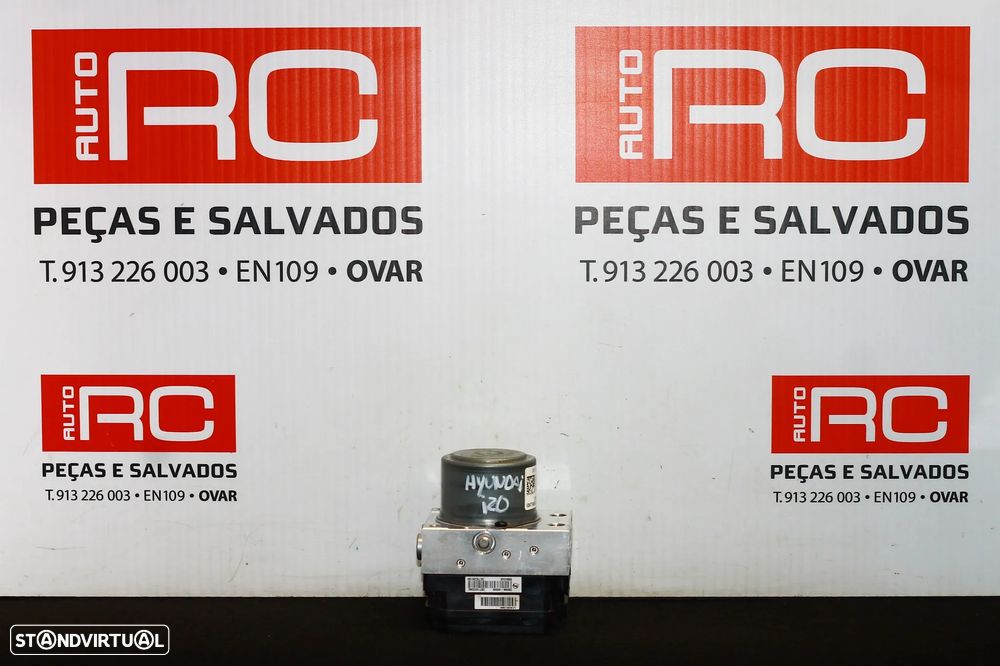 AUTO RC
PEÇAS E SALVADOS
T. 913 226 003 • EN109 • OVAR
AUTO RC
PEÇAS E SALVADOS
T. 913 226 003 • EN109 • OVAR
AUTO RC
PEÇAS E SALVADOS
T. 913 226 003 • EN109 • OVAR
AUTO RC
PEÇAS E SALVADOS
T. 913 226 003 • EN109 • OVAR
HYUNDAI
i20
STANDVIRTUAL